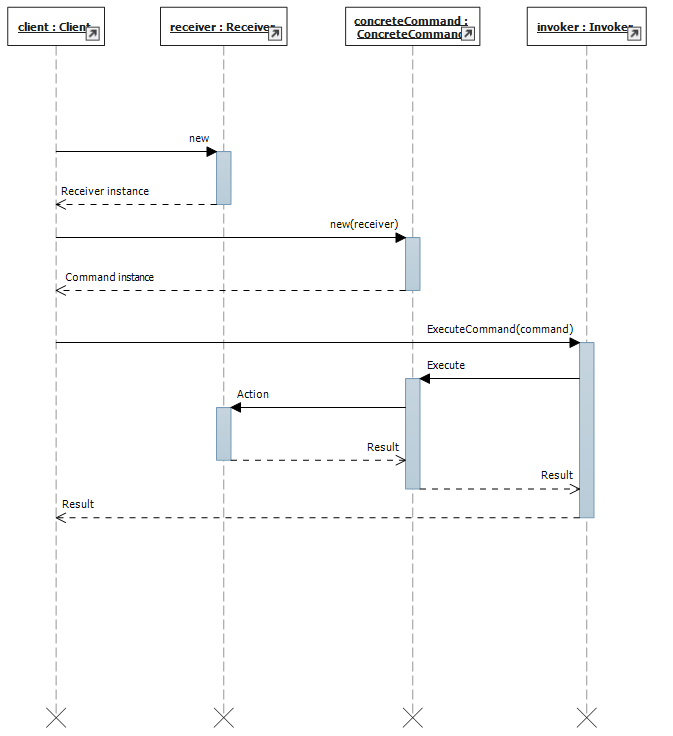 client : Client
receiver : Receiver
concreteCommand :
ConcreteCommand
invoker : Invoker
new
Receiver instance
new(receiver)
Command instance
ExecuteCommand(command)
Execute
Action
Result
Result
Result